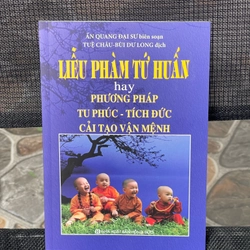 ẤN QUANG ĐẠI SƯ biên soạn
TUỆ CHÂU-BÙI DƯ LONG dịch
LIỄU PHÀM TỨ HUẤN
hay
PHƯƠNG PHÁP
TU PHÚC - TÍCH ĐỨC
CẢI TẠO VẬN MỆNH